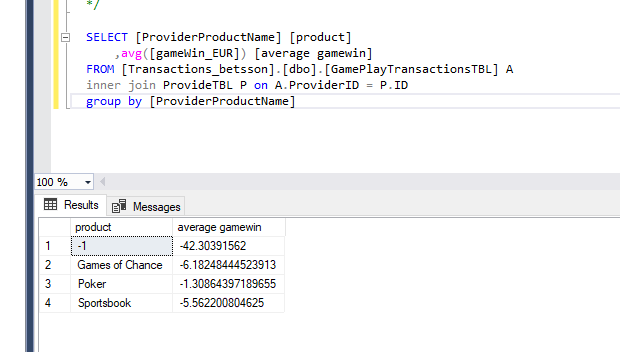 */
SELECT [ProviderProductName] [product]
,avg([gameWin_EUR]) [average gamewin]
FROM [Transactions_betsson].[dbo].[GamePlayTransactionsTBL] A
inner join ProvideTBL P on A.ProviderID = P.ID
group by [ProviderProductName]
100 %
Results Messages
product average gamewin
1 -1 -42.30391562
2 Games of Chance -6.18248444523913
3 Poker -1.30864397189655
4 Sportsbook -5.562200804625